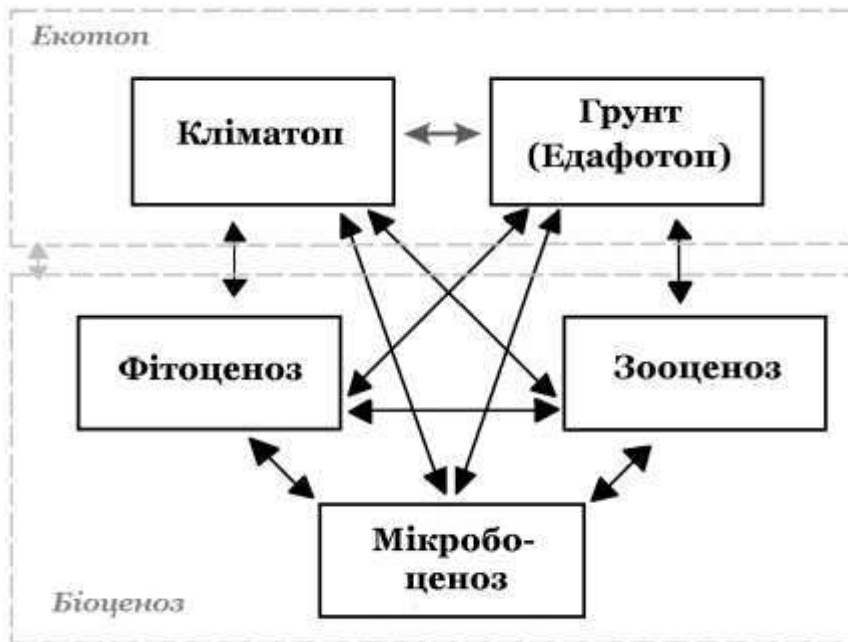 Екотоп
Кліматоп
Грунт
(Едафотоп)
Фітоценоз
Зооценоз
Мікробо-
ценоз
Біоценоз